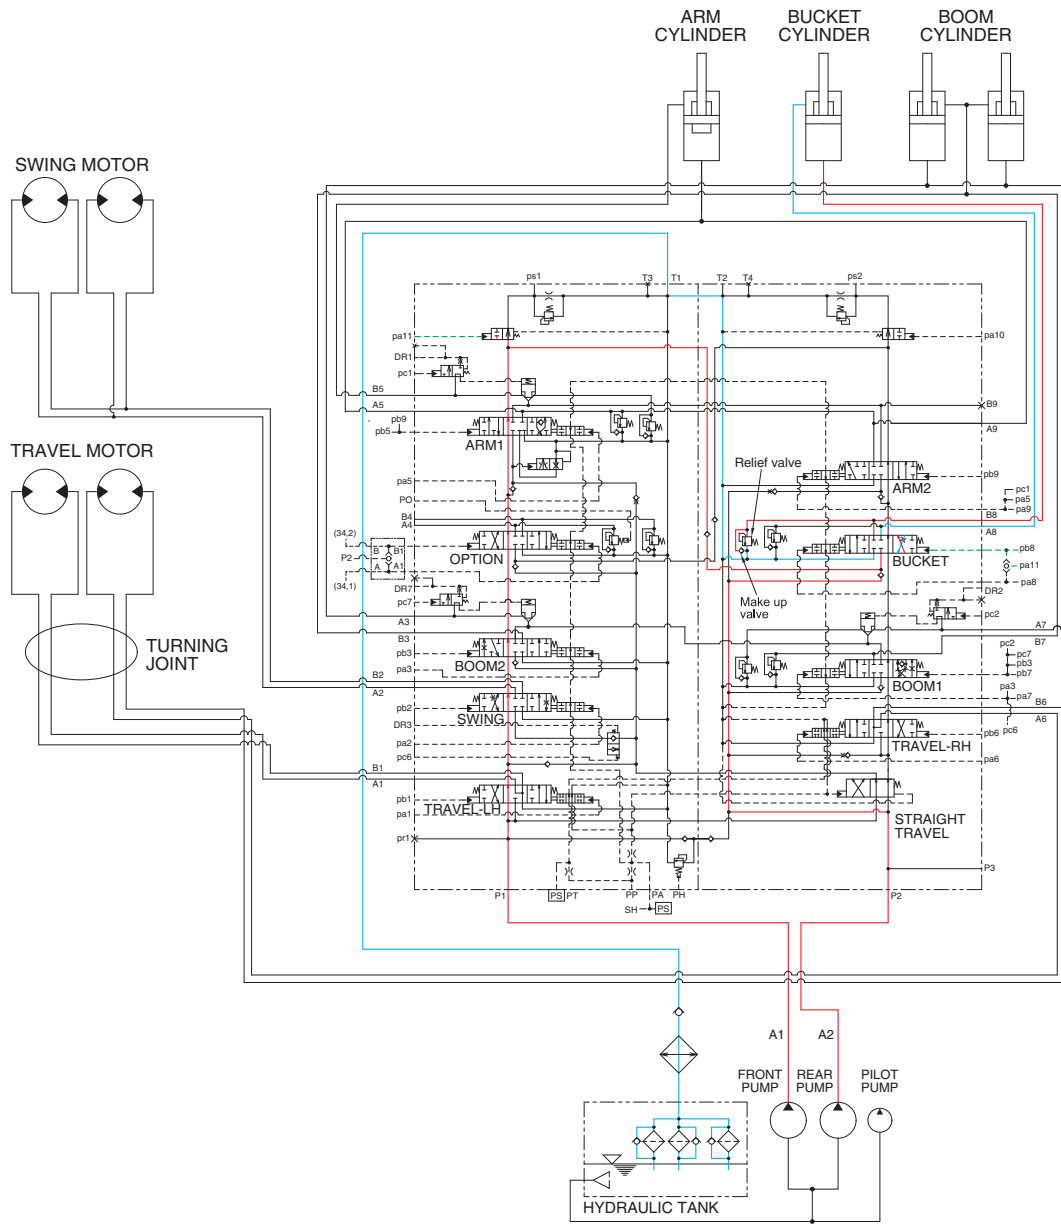 ARM
CYLINDER
BUCKET
CYLINDER
BOOM
CYLINDER
SWING MOTOR
TRAVEL MOTOR
TURNING
JOINT
ps1
T3
T1
T2
T4
ps2
pa11
DR1
pc1
B5
A5
pb9
pb5
ARM1
pa5
PO
B4
A4
(34,2)
P2
B
B1
A
A1
(34,1)
OPTION
DR7
pc7
A3
B3
pb3
pa3
BOOM2
B2
A2
pb2
SWING
DR3
pa2
pc6
B1
A1
pb1
TRAVEL-LH
pa1
pr1
pa10
B9
A9
Relief valve
ARM2
pb9
pc1
pa5
pa9
B8
A8
BUCKET
pb8
pa11
pa8
Make up
valve
DR2
pc2
A7
B7
pc2
pc7
pb3
pb7
BOOM1
pa3
pa7
B6
A6
pc6
pb6
TRAVEL-RH
pa6
STRAIGHT
TRAVEL
P3
P1
PS
PT
PP
PA
PH
P2
SH
PS
A1
A2
FRONT
PUMP
REAR
PUMP
PILOT
PUMP
HYDRAULIC TANK